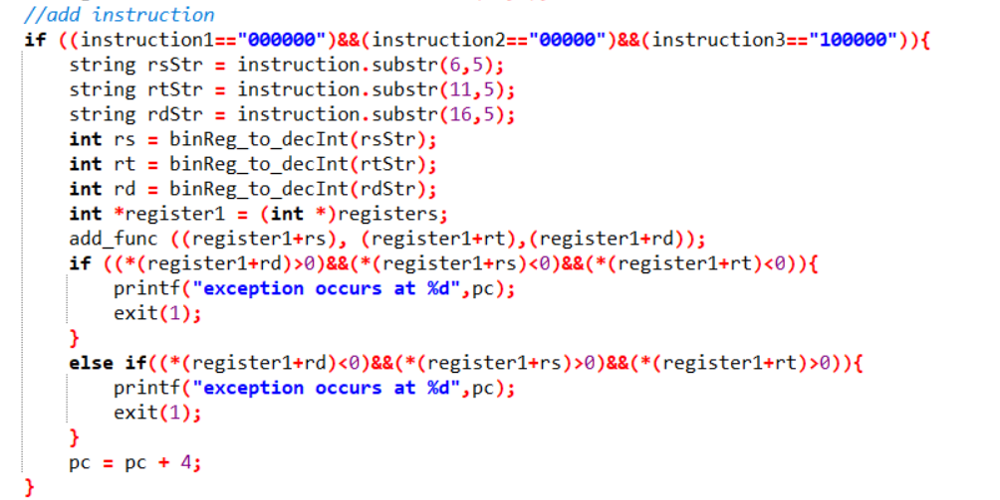 //add instruction
if ((instruction1=="000000")&&(instruction2=="00000")&&(instruction3=="100000")){
    string rsStr = instruction.substr(6,5);
    string rtStr = instruction.substr(11,5);
    string rdStr = instruction.substr(16,5);
    int rs = binReg_to_decInt(rsStr);
    int rt = binReg_to_decInt(rtStr);
    int rd = binReg_to_decInt(rdStr);
    int *register1 = (int *)registers;
    add_func ((register1+rs), (register1+rt),(register1+rd));
    if ((*(register1+rd)>0)&&(*(register1+rs)<0)&&(*(register1+rt)<0)){
        printf("exception occurs at %d",pc);
        exit(1);
    }
    else if((*(register1+rd)<0)&&(*(register1+rs)>0)&&(*(register1+rt)>0)){
        printf("exception occurs at %d",pc);
        exit(1);
    }
    pc = pc + 4;
}